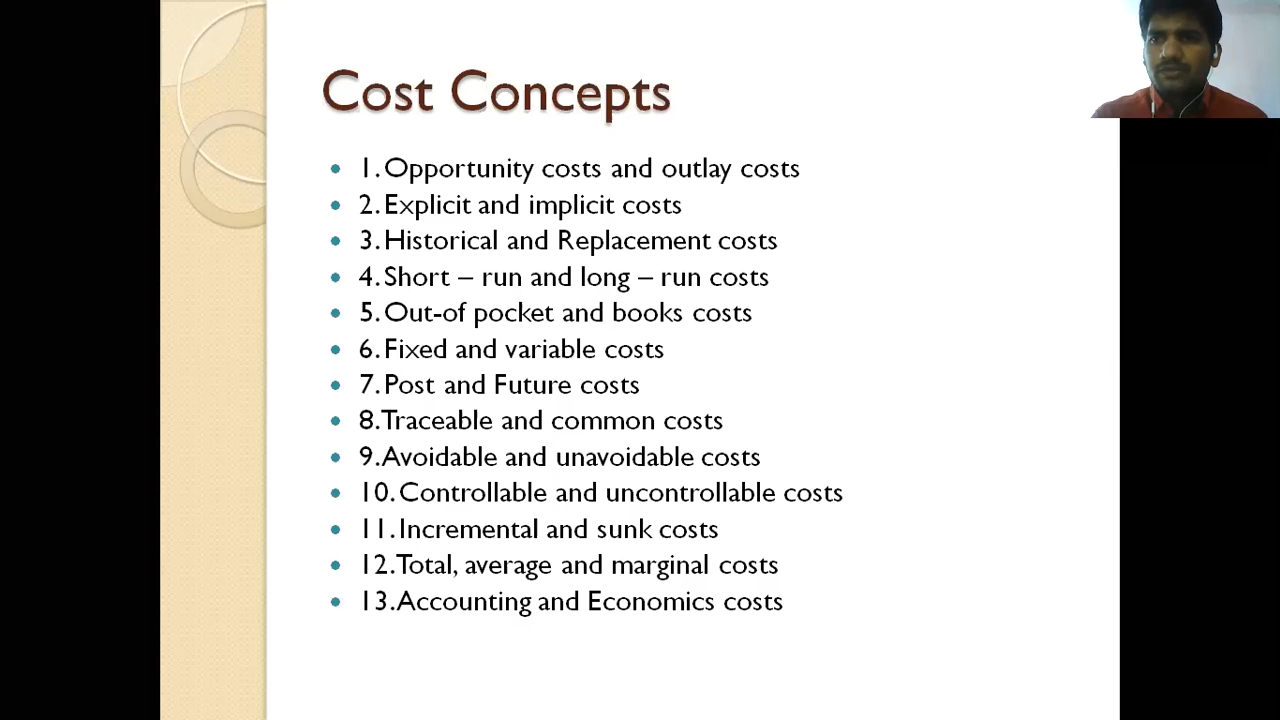 Cost Concepts
1. Opportunity costs and outlay costs
2. Explicit and implicit costs
3. Historical and Replacement costs
4. Short – run and long – run costs
5. Out-of pocket and books costs
6. Fixed and variable costs
7. Post and Future costs
8.Traceable and common costs
9.Avoidable and unavoidable costs
10. Controllable and uncontrollable costs
11. Incremental and sunk costs
12.Total, average and marginal costs
13.Accounting and Economics costs